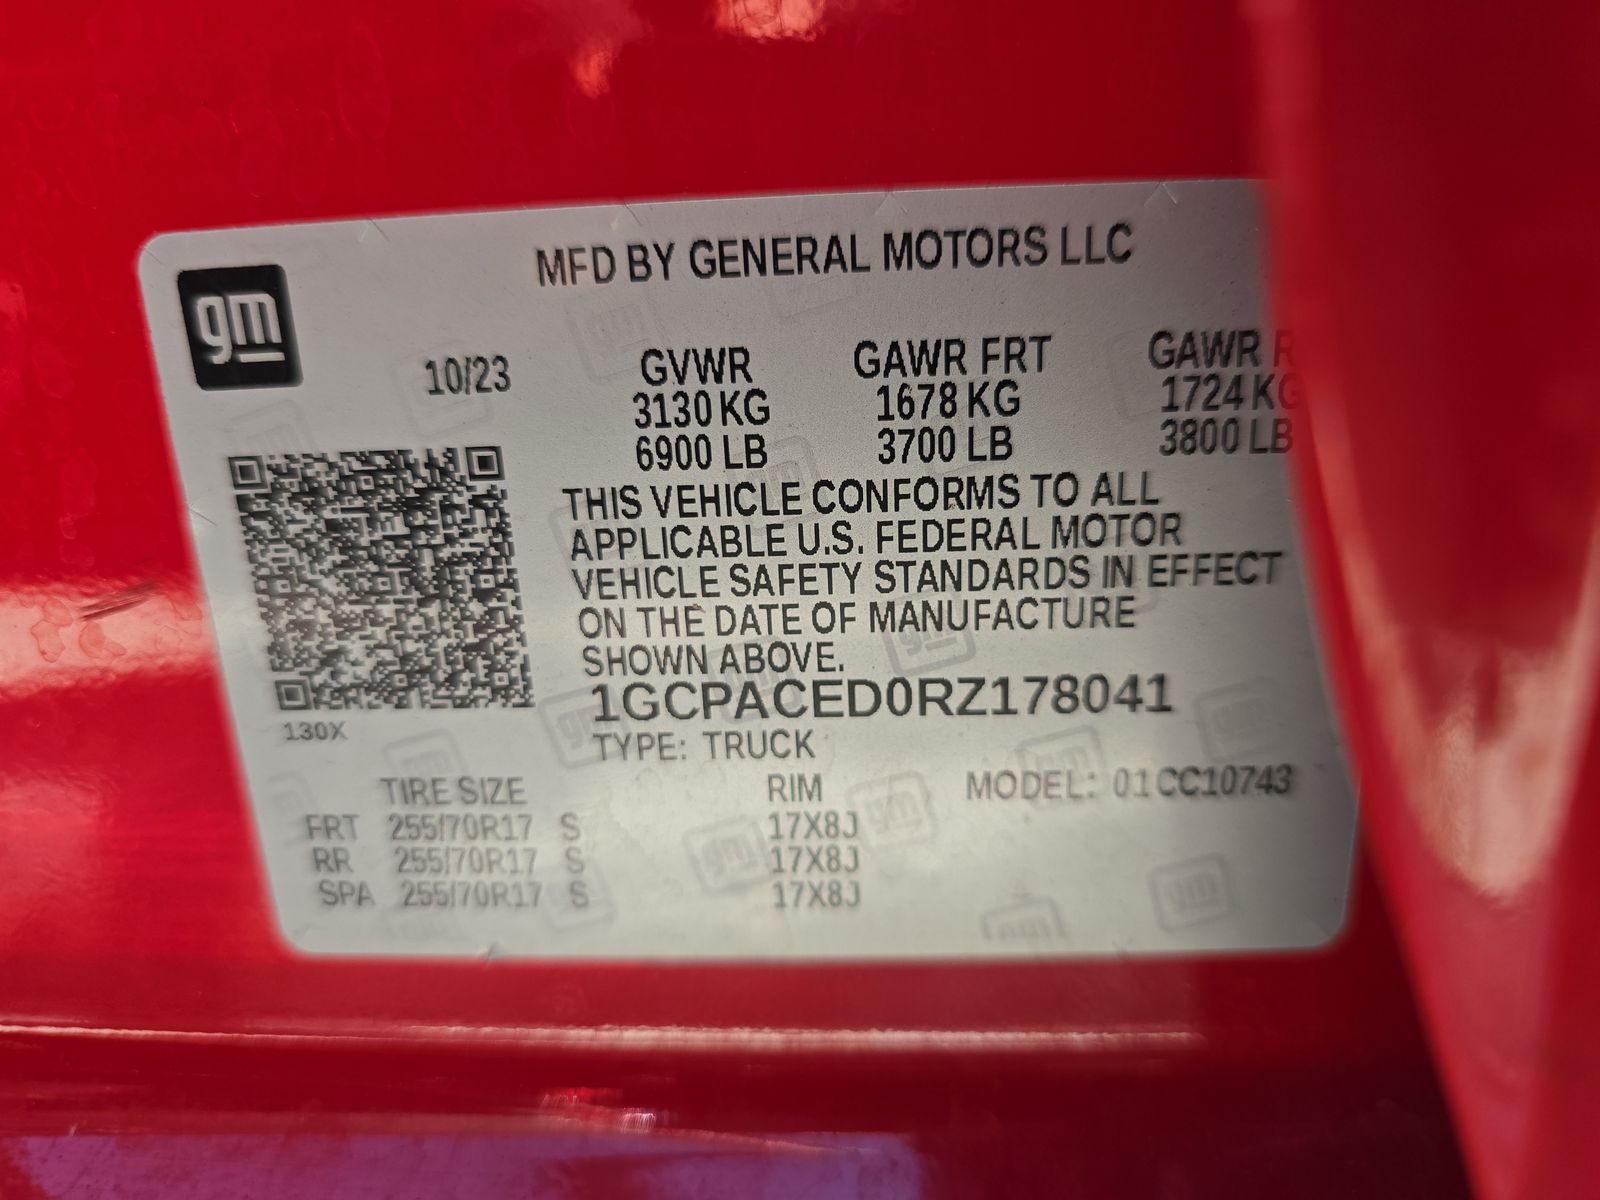 MFD BY GENERAL MOTORS LLC
gm
10/23
GVWR GAWR FRT GAWR R
3130 KG 1678 KG 1724 KG
6900 LB 3700 LB 3800 LB
THIS VEHICLE CONFORMS TO ALL
APPLICABLE U.S. FEDERAL MOTOR
VEHICLE SAFETY STANDARDS IN EFFECT
ON THE DATE OF MANUFACTURE
SHOWN ABOVE.
1GCPACED0RZ178041
130X
TYPE: TRUCK
TIRE SIZE RIM MODEL: 01CC10743
FRT 255/70R17 S 17X8J
RR 255/70R17 S 17X8J
SPA 255/70R17 S 17X8J